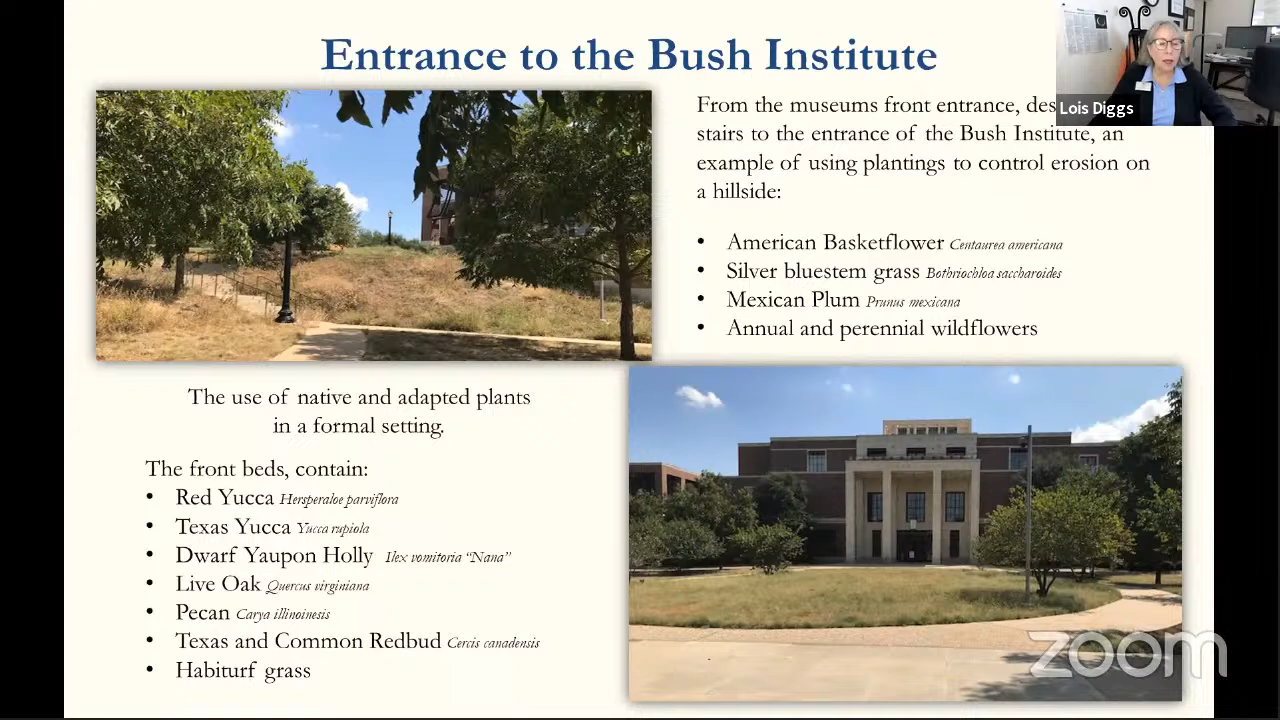 Entrance to the Bush Institute
Lois Diggs
From the museums front entrance,
stairs to the entrance of the Bush Institute, an
example of using plantings to control erosion on
a hillside:
• American Basketflower Centaurea americana
• Silver bluestem grass Bothriochloa saccharoides
• Mexican Plum Prunus mexicana
• Annual and perennial wildflowers
The use of native and adapted plants
in a formal setting.
The front beds, contain:
• Red Yucca Hersperaloe parviflora
• Texas Yucca Yucca rupiola
• Dwarf Yaupon Holly Ilex vomitoria “Nana”
• Live Oak Quercus virginiana
• Pecan Carya illinoinesis
• Texas and Common Redbud Cercis canadensis
• Habiturf grass
zoom